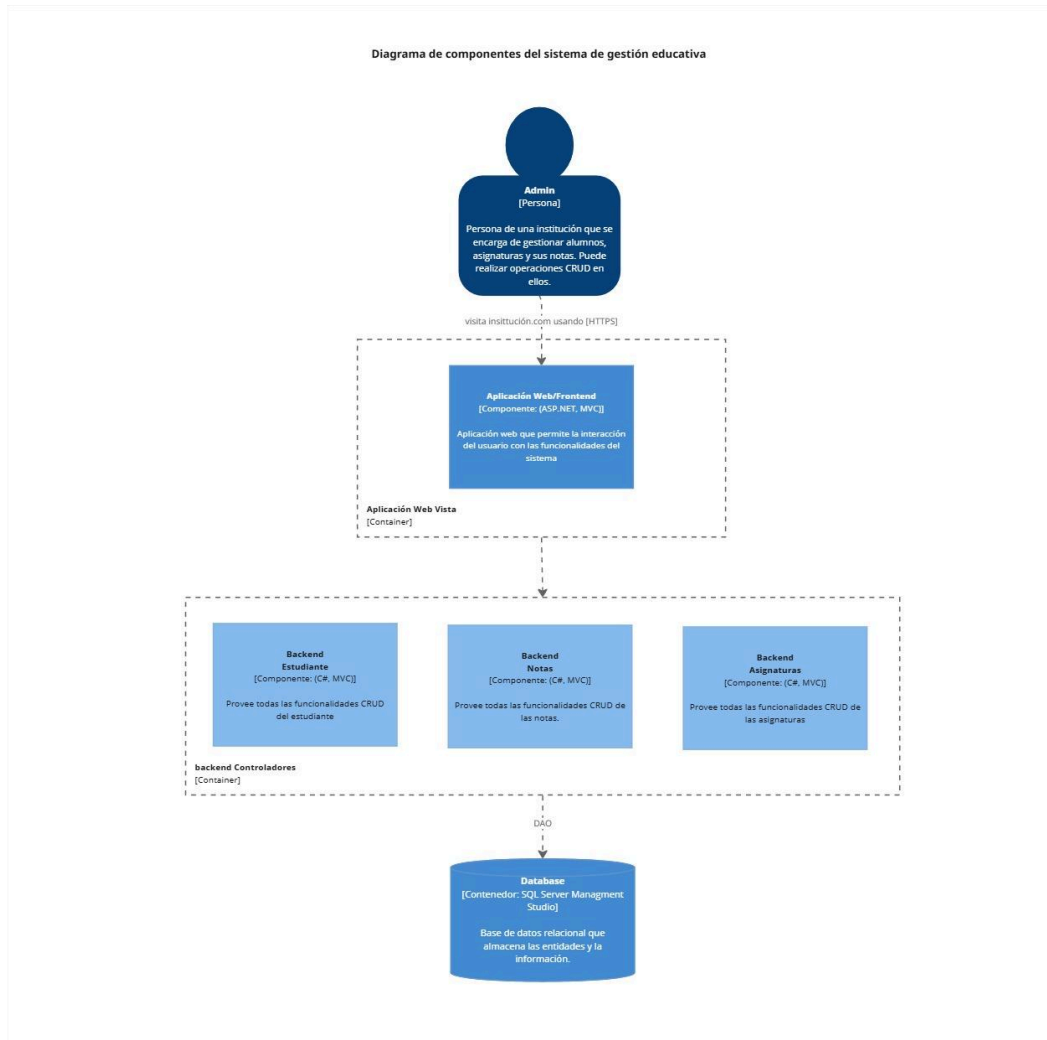 Diagrama de componentes del sistema de gestión educativa
Admin
[Persona]
Persona de una institución que se
encarga de gestionar alumnos,
asignaturas y sus notas. Puede
realizar operaciones CRUD en
ellos.
visita insittución.com usando [HTTPS]
Aplicación Web/Frontend
[Componente: (ASP.NET, MVC)]
Aplicación web que permite la interacción
del usuario con las funcionalidades del
sistema
Aplicación Web Vista
[Container]
Backend
Estudiante
[Componente: (C#, MVC)]
Provee todas las funcionalidades CRUD
del estudiante
Backend
Notas
[Componente: (C#, MVC)]
Provee todas las funcionalidades CRUD de
las notas.
Backend
Asignaturas
[Componente: (C#, MVC)]
Provee todas las funcionalidades CRUD de
las asignaturas
backend Controladores
[Container]
DAO
Database
[Contenedor: SQL Server Managment
Studio]
Base de datos relacional que
almacena las entidades y la
información.